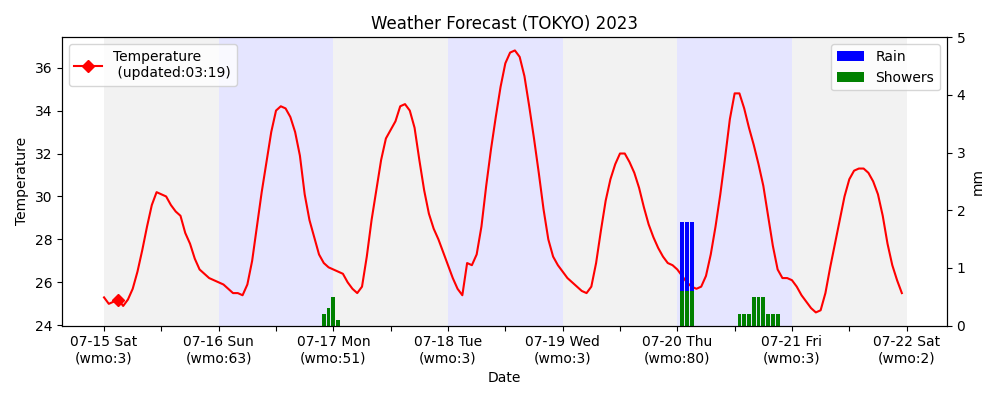 Weather Forecast (TOKYO) 2023
Temperature
(updated:03:19)
Rain
Showers
Temperature
36
34
32
30
28
26
24
5
4
3
2
1
0
mm
07-15 Sat
(wmo:3)
07-16 Sun
(wmo:63)
07-17 Mon
(wmo:51)
07-18 Tue
(wmo:3)
07-19 Wed
(wmo:3)
07-20 Thu
(wmo:80)
07-21 Fri
(wmo:3)
07-22 Sat
(wmo:2)
Date